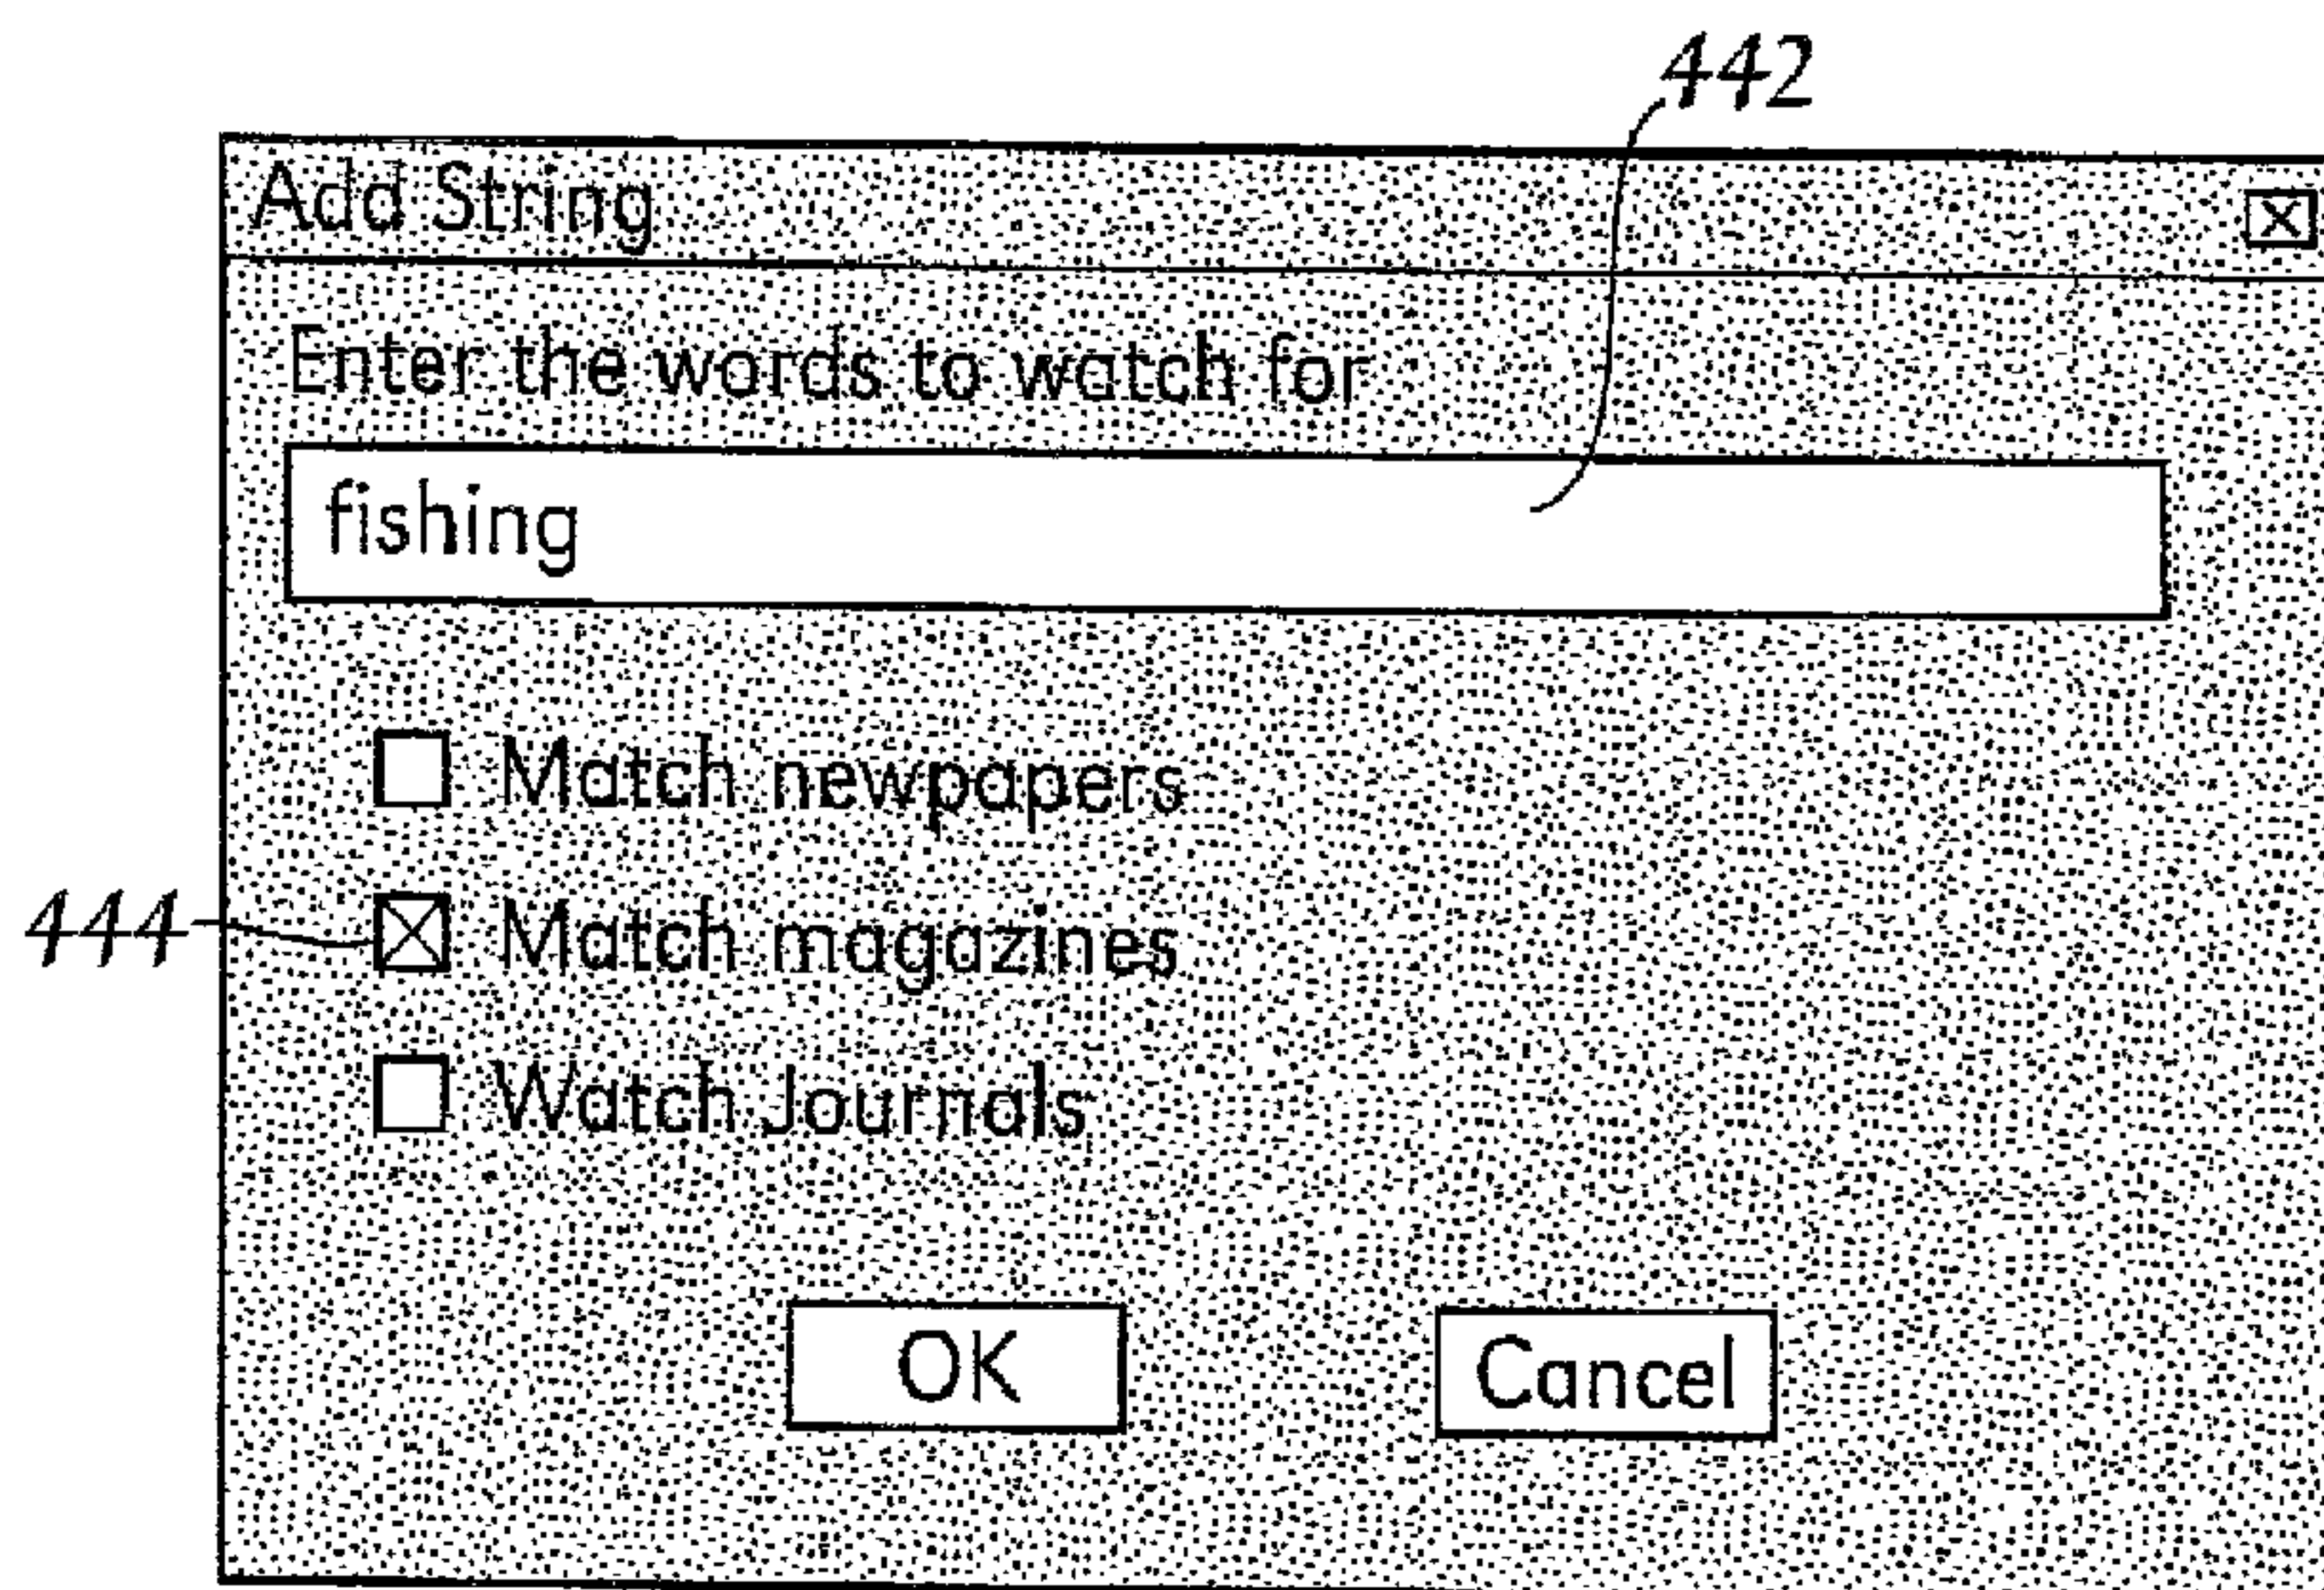 442
Add String
Enter the words to watch for
fishing
Match newpapers
444
Match magazines
Watch Journals
OK
Cancel